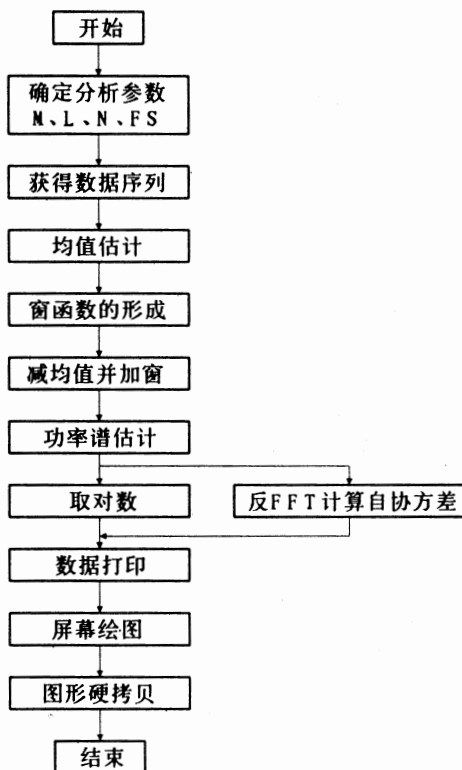 开始
确定分析参数
M、L、N、FS
获得数据序列
均值估计
窗函数的形成
减均值并加窗
功率谱估计
取对数
反FFT计算自协方差
数据打印
屏幕绘图
图形硬拷贝
结束